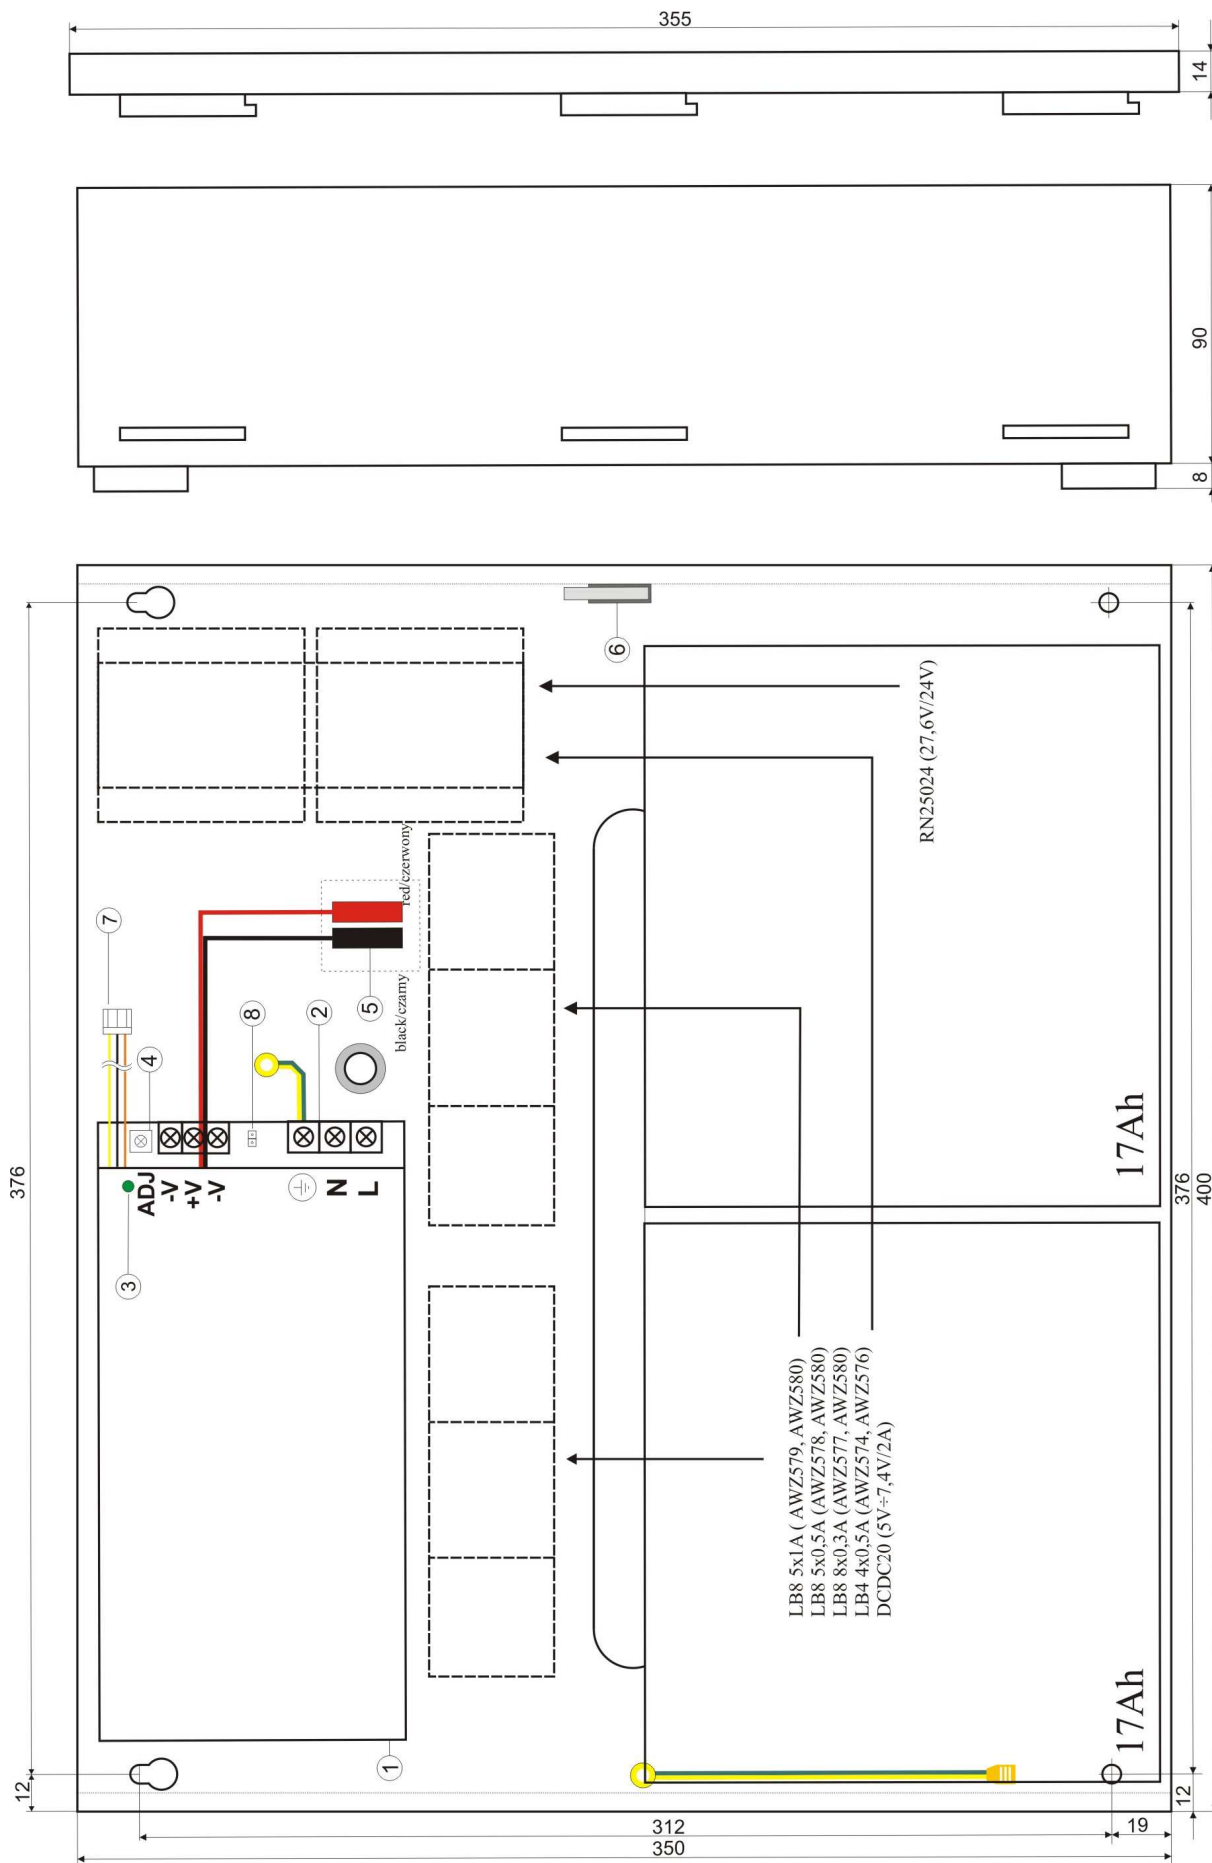 355
14
90
8
376
12
6
RN25024 (27,6V/24V)
7
red/czerwony
black/czarny
5
2
8
4
ADJ
-V
+V
-V
N
L
3
1
LB8 5x1A ( AWZ579, AWZ580)
LB8 5x0,5A (AWZ578, AWZ580)
LB8 8x0,3A (AWZ577, AWZ580)
LB4 4x0,5A (AWZ574, AWZ576)
DCDC20 (5V÷7,4V/2A)
17Ah
17Ah
376
400
12
312
19
350